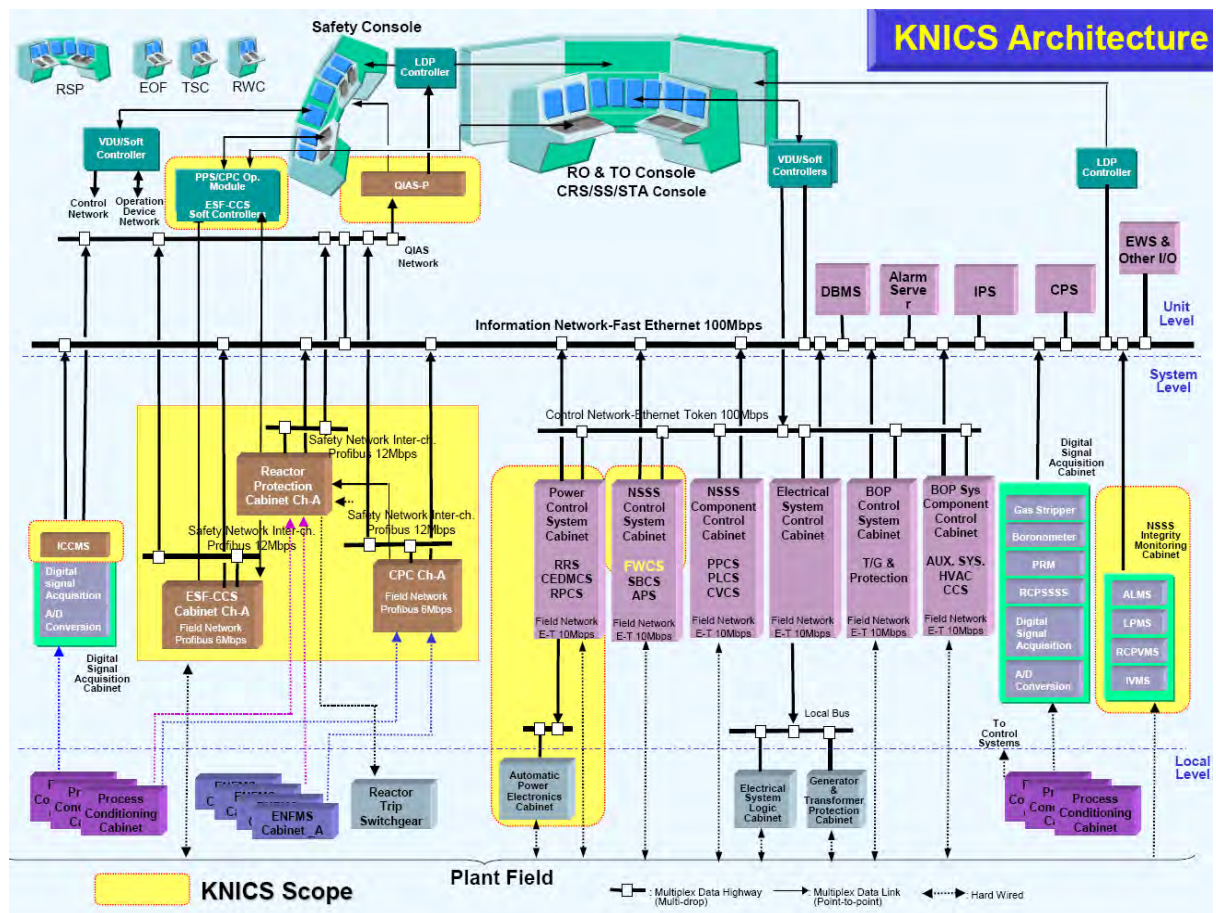 KNICS Architecture
Safety Console
LDP
Controller
RSP
EOF
TSC
RWC
VDU/Soft
Controller
PPS/CPC Op.
Module
ESF-CCS
Soft Controllers
QIAS-P
RO & TO Console
CRS/SS/STA Console
VDU/Soft
Controllers
LDP
Controller
Control
Network
Operation
Device
Network
QIAS
Network
DBMS
Alarm
Serve
r
IPS
CPS
EWS &
Other I/O
Unit
Level
Information Network-Fast Ethernet 100Mbps
System
Level
Control Network-Ethernet Token 100Mbps
Safety Network Inter-ch.
Profibus 12Mbps
Reactor
Protection
Cabinet Ch-A
Safety Network Inter-ch.
Profibus 12Mbps
Safety Network Inter-ch.
Profibus 12Mbps
ICCMS
Digital
signal
Acquisition
A/D
Conversion
Digital
Signal
Acquisition
Cabinet
ESF-CCS
Cabinet Ch-A
Field Network
Profibus 6Mbps
CPC Ch-A
Field Network
Profibus 6Mbps
Power
Control
System
Cabinet
RRS
CEDMCS
RPCS
Field Network
E-T 10Mbps
NSSS
Control
System
Cabinet
FWCS
SBCS
APS
Field Network
E-T 10Mbps
NSSS
Component
Control
Cabinet
PPCS
PLCS
CVCS
Field Network
E-T 10Mbps
Electrical
System
Control
Cabinet
Field Network
E-T 10Mbps
BOP
Control
System
Cabinet
T/G &
Protection
Field Network
E-T 10Mbps
BOP Sys
Component
Control
Cabinet
AUX. SYS.
HVAC
CCS
Field Network
E-T 10Mbps
Digital
Signal
Acquisition
Cabinet
Gas Stripper
Boronometer
PRM
RCPSSSS
Digital
Signal
Acquisition
A/D
Conversion
NSSS
Integrity
Monitoring
Cabinet
ALMS
LPMS
RCPVMS
IVMS
Local Bus
To
Control
Systems
Local
Level
Process
Conditioning
Cabinet
ENFMS
Cabinet _A
Reactor
Trip
Switchgear
Automatic
Power
Electronics
Cabinet
Electrical
System
Logic
Cabinet
Generator
&
Transformer
Protection
Cabinet
Process
Conditioning
Cabinet
Plant Field
KNICS Scope
: Multiplex Data Highway
(Multi-drop)
: Multiplex Data Link
(Point-to-point)
: Hard Wired